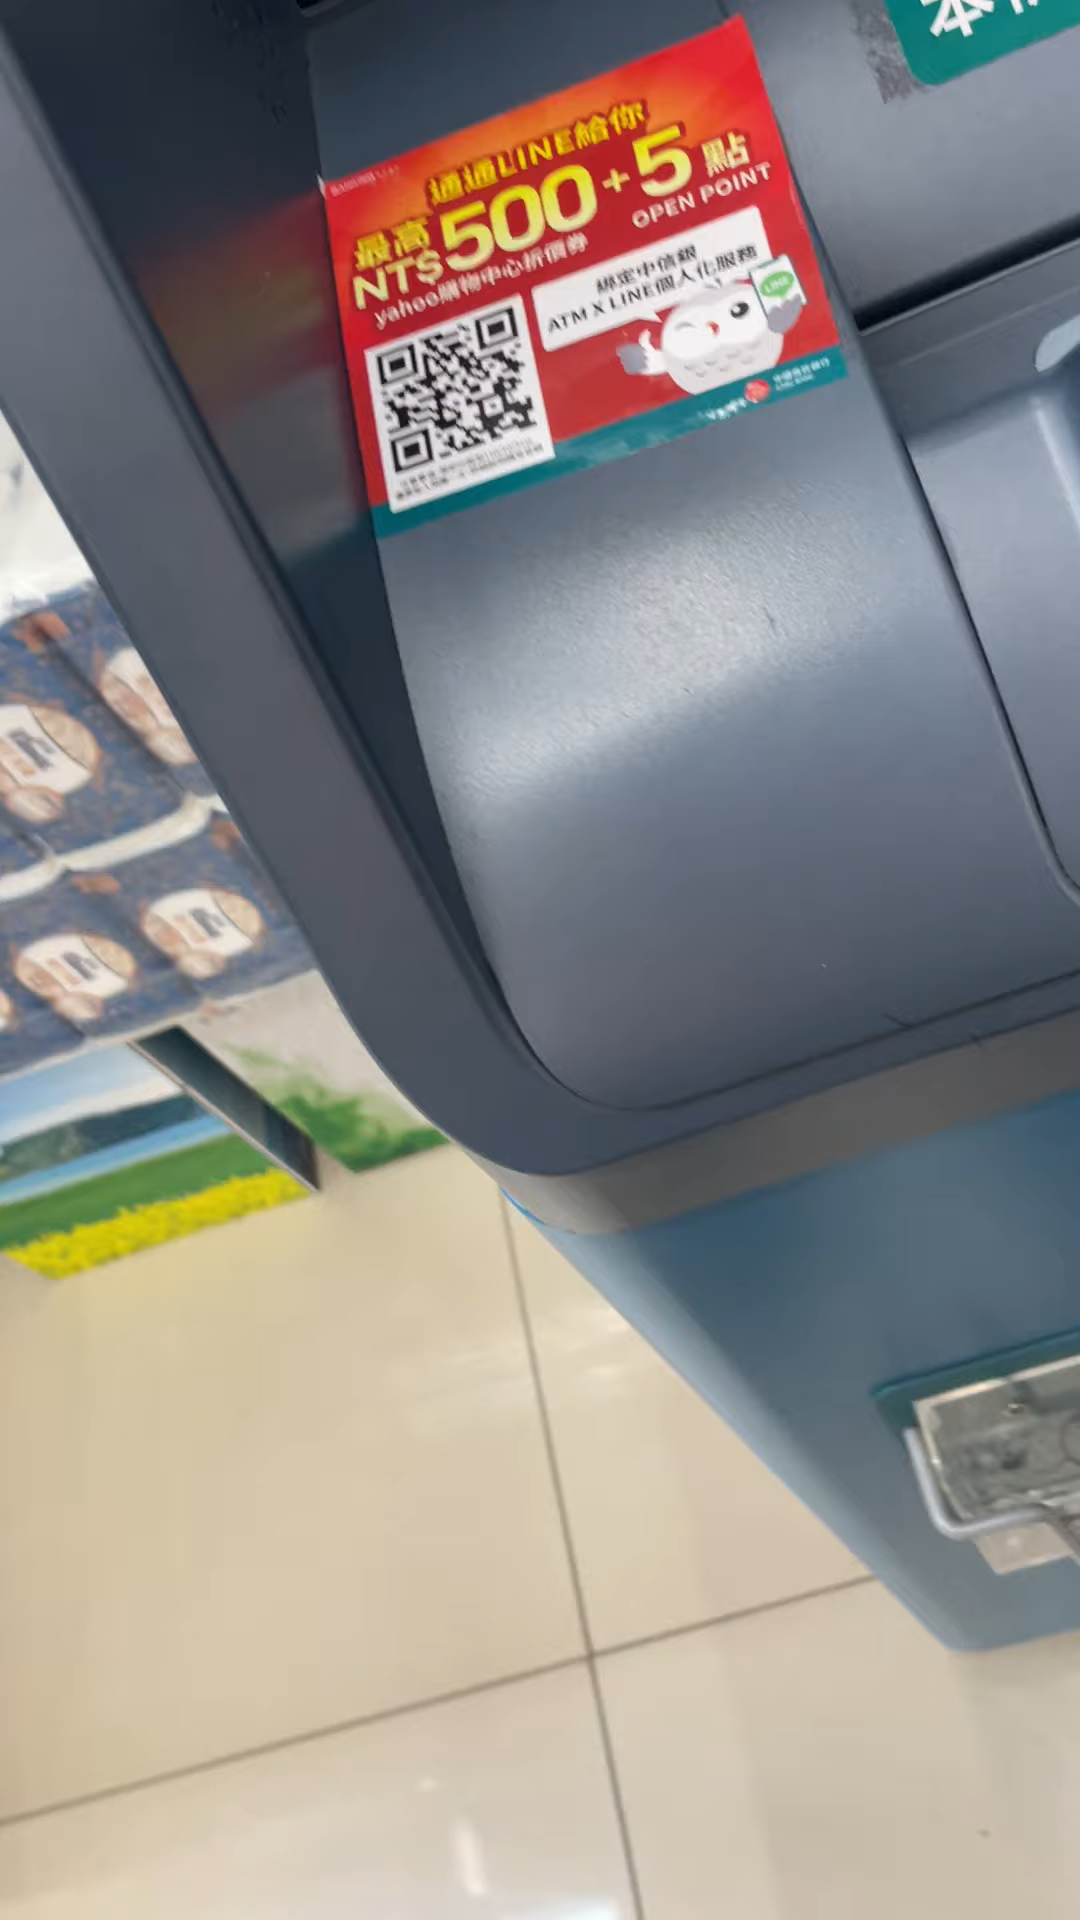 通通LINE給你
最高
NT$500+5點
OPEN POINT
yahoo購物中心折價券
綁定中信銀
ATM X LINE個人化服務
LINE
本